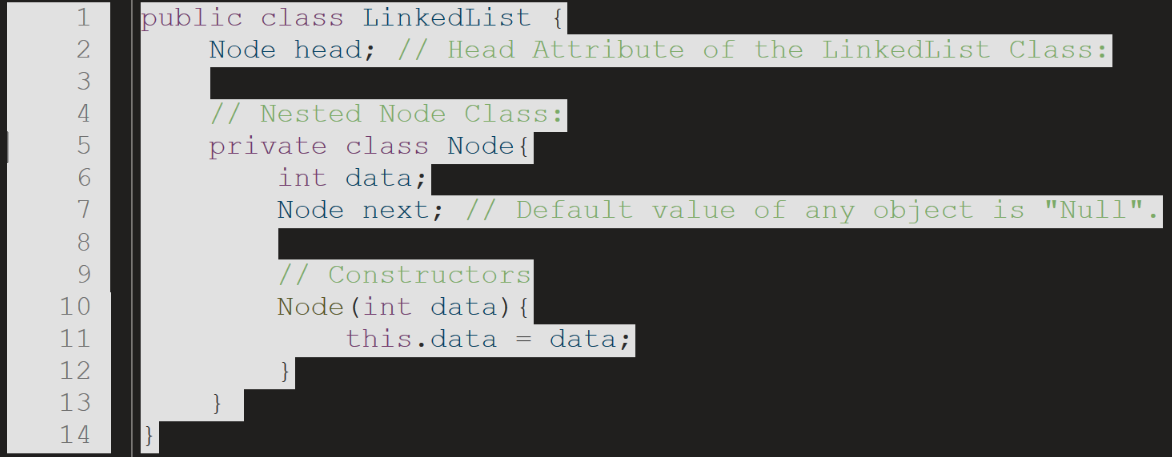 1 public class LinkedList {
2 Node head; // Head Attribute of the LinkedList Class:
3
4 // Nested Node Class:
5 private class Node{
6 int data;
7 Node next; // Default value of any object is "Null".
8
9 // Constructors
10 Node(int data){
11 this.data = data;
12 }
13 }
14 }